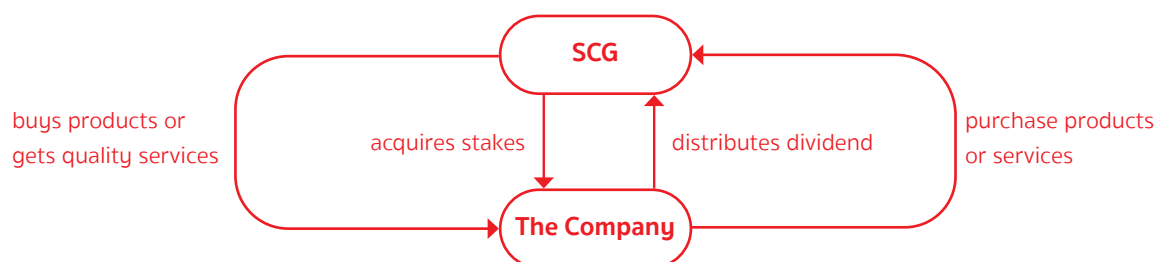 SCG
buys products or
gets quality services
acquires stakes
distributes dividend
purchase products
or services
The Company